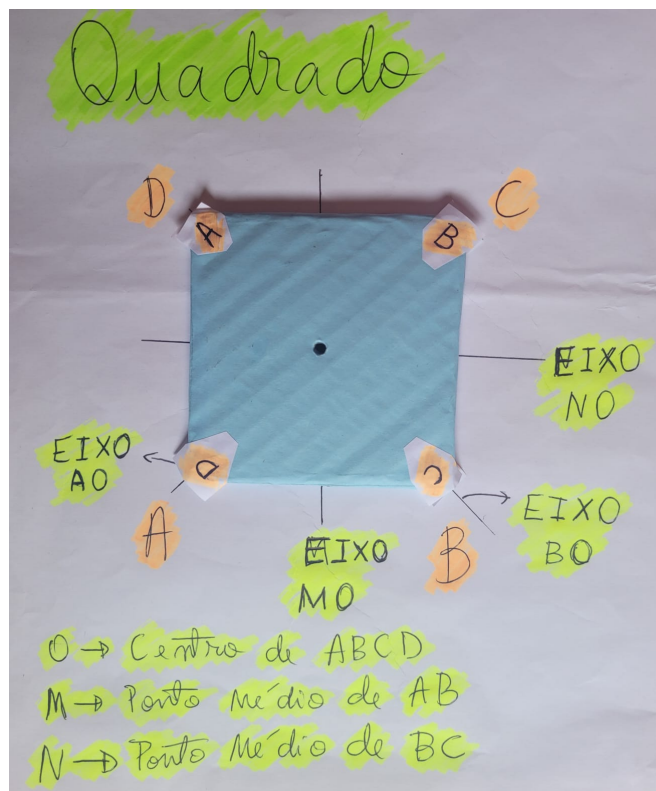 Quadrado
D
C
A
B
EIXO
NO
EIXO
AO
D
C
A
B
EIXO
BO
EIXO
MO
O → Centro de ABCD
M → Ponto Médio de AB
N → Ponto Médio de BC